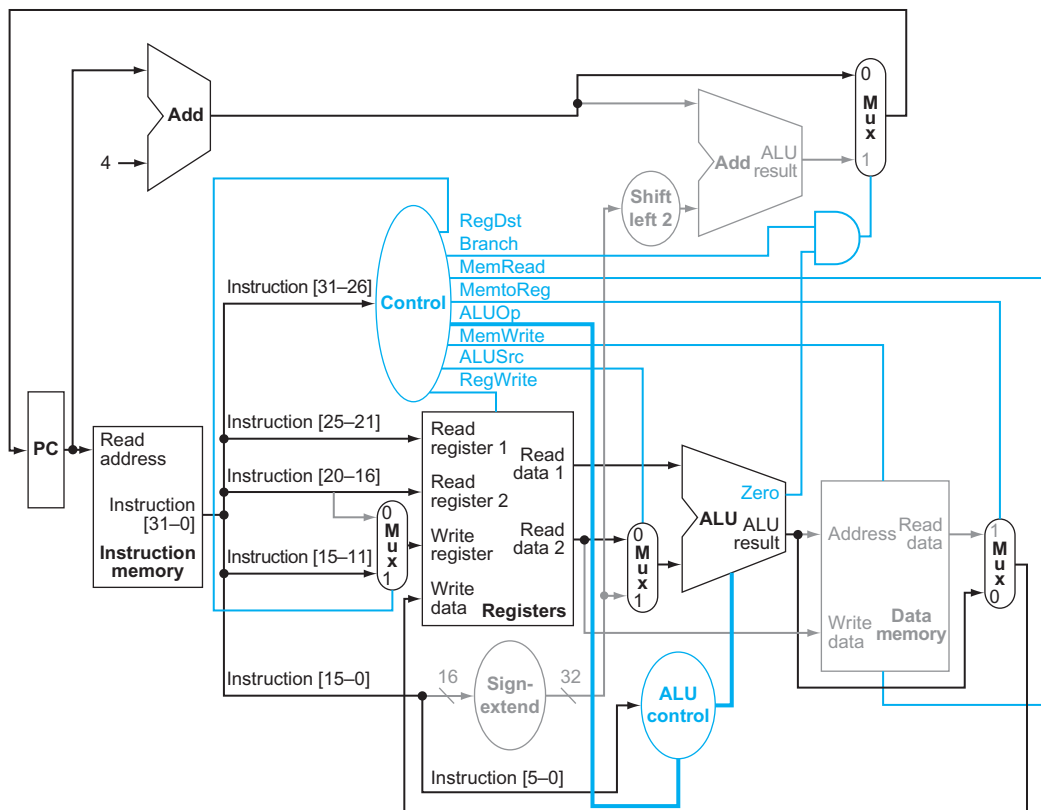 0
M
u
x
1
Add
4
Add
ALU
result
Shift
left 2
RegDst
Branch
MemRead
MemtoReg
ALUOp
MemWrite
ALUSrc
RegWrite
Control
Instruction [31–26]
PC
Read
address
Instruction
[31–0]
Instruction
memory
Instruction [25–21]
Instruction [20–16]
Instruction [15–11]
0
M
u
x
1
Read
register 1
Read
register 2
Write
register
Write
data
Read
data 1
Read
data 2
Registers
0
M
u
x
1
Zero
ALU
ALU
result
Address
Read
data
Write
data
Data
memory
1
M
u
x
0
Instruction [15–0]
16
Sign-
extend
32
ALU
control
Instruction [5–0]